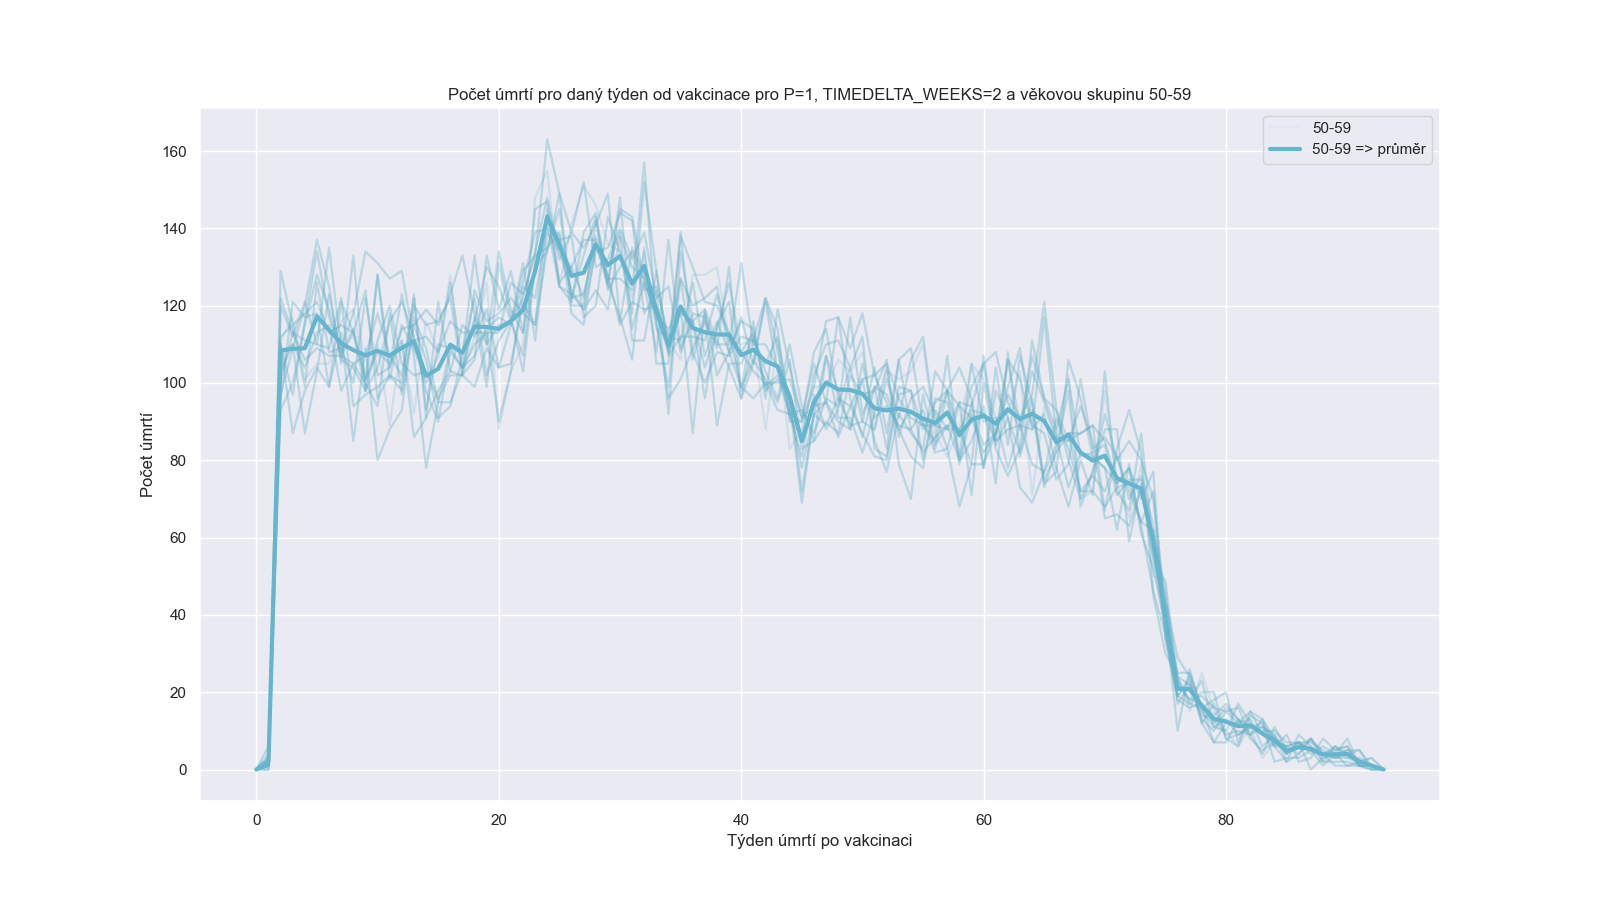 Počet úmrtí pro daný týden od vakcinace pro P=1, TIMEDELTA_WEEKS=2 a věkovou skupinu 50-59
50-59
50-59 => průměr
160
140
120
100
80
60
40
20
0
Počet úmrtí
0 20 40 60 80
Týden úmrtí po vakcinaci